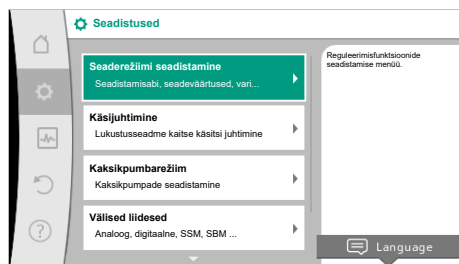 Seadistused
Seaderežiimi seadistamine
Seadistamisabi, seadeväärtused, vari...
Käsijuhtimine
Lukustusseadme kaitse käsitsi juhtimine
Kaksikpumbarežiim
Kaksikpumpade seadistamine
Välised liidesed
Analoog, digitaalne, SSM, SBM ...
Reguleerimisfunktsioonide
seadistamise menüü.
Language